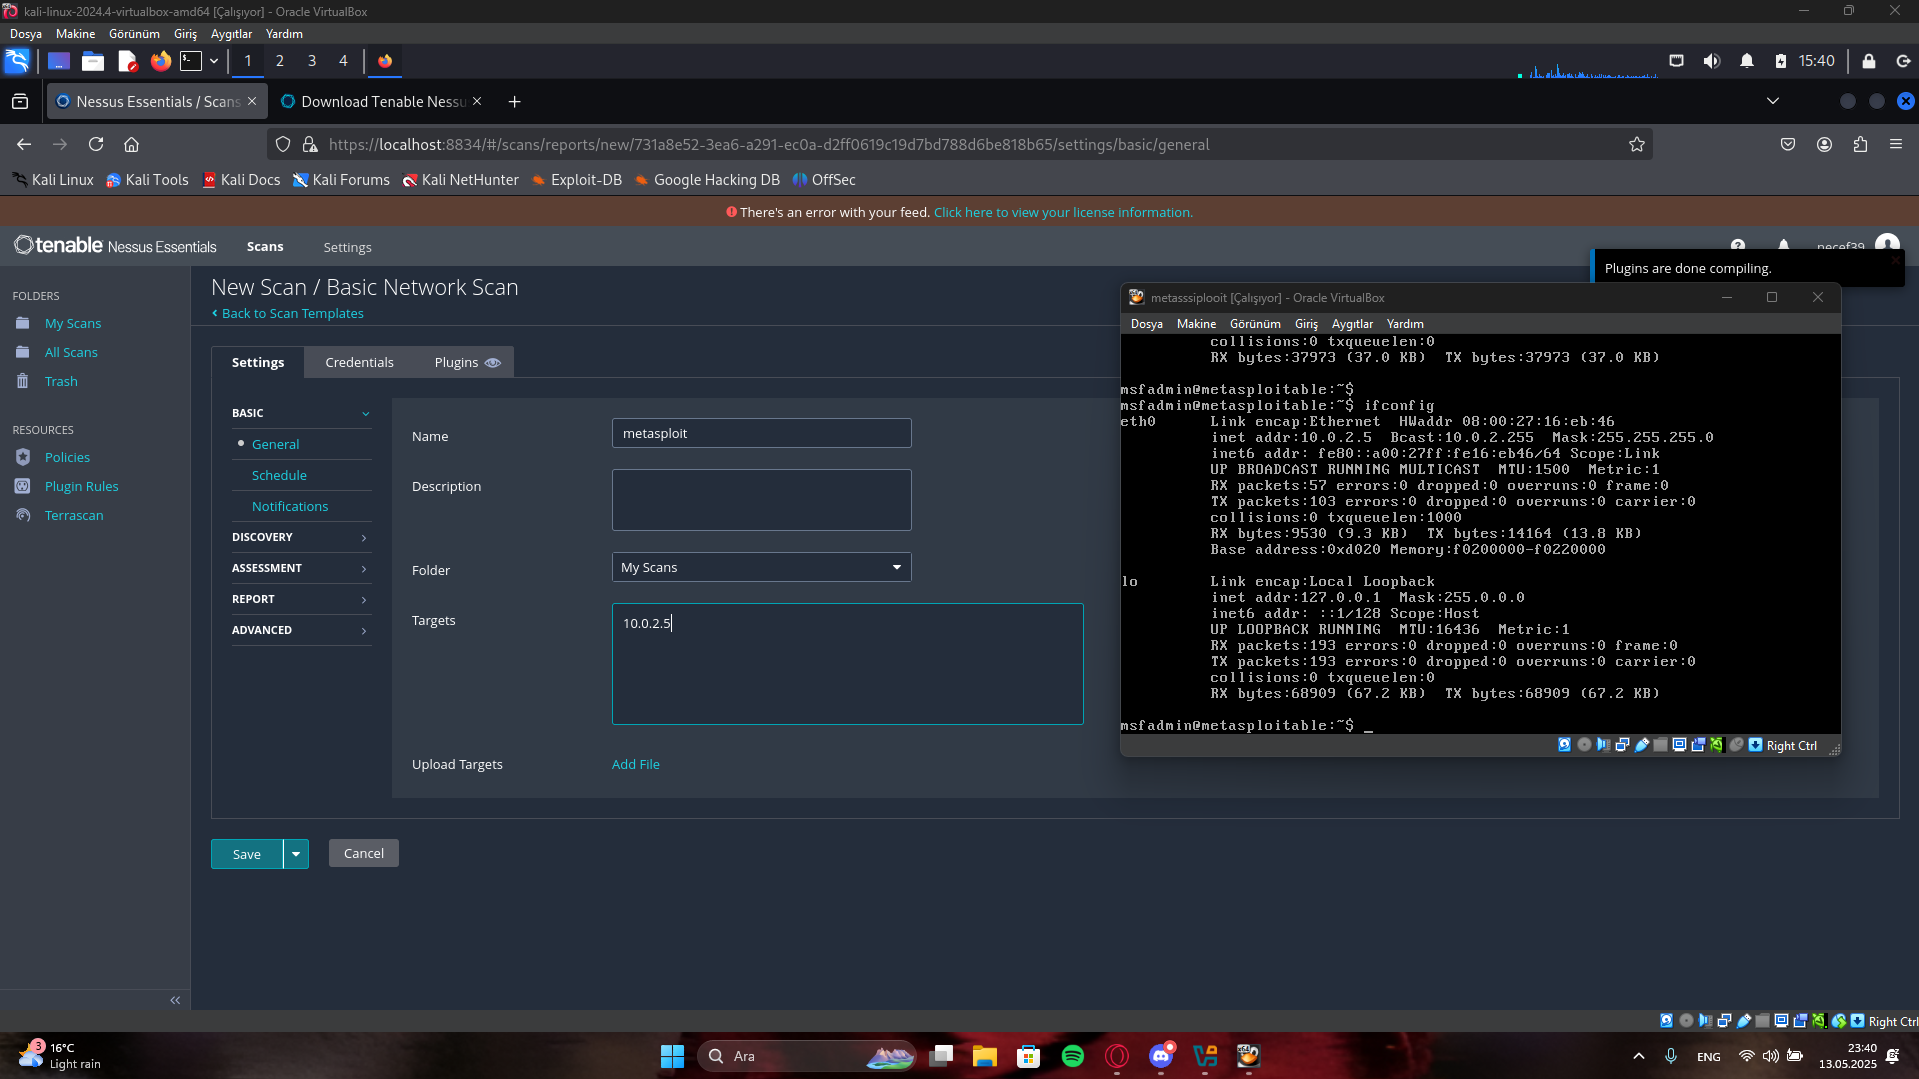 kali-linux-2024.4-virtualbox-amd64 [Çalışıyor] - Oracle VirtualBox
Dosya Makine Görünüm Giriş Aygıtlar Yardım
1 2 3 4 15:40
Nessus Essentials / Scans Download Tenable Nessu
https://localhost:8834/#/scans/reports/new/731a8e52-3ea6-a291-ec0a-d2ff0619c19d7bd788d6be818b65/settings/basic/general
Kali Linux Kali Tools Kali Docs Kali Forums Kali NetHunter Exploit-DB Google Hacking DB OffSec
There's an error with your feed. Click here to view your license information.
tenable Nessus Essentials Scans Settings necef39
Plugins are done compiling.
FOLDERS
My Scans
All Scans
Trash
RESOURCES
Policies
Plugin Rules
Terrascan
New Scan / Basic Network Scan
‹ Back to Scan Templates
Settings Credentials Plugins
BASIC
General
Schedule
Notifications
DISCOVERY
ASSESSMENT
REPORT
ADVANCED
Name metasploit
Description
Folder My Scans
Targets 10.0.2.5
Upload Targets Add File
Save Cancel
metasssiplooit [Çalışıyor] - Oracle VirtualBox
Dosya Makine Görünüm Giriş Aygıtlar Yardım
collisions:0 txqueuelen:0
RX bytes:37973 (37.0 KB) TX bytes:37973 (37.0 KB)
msfadmin@metasploitable:~$
msfadmin@metasploitable:~$ ifconfig
eth0 Link encap:Ethernet HWaddr 08:00:27:16:eb:46
inet addr:10.0.2.5 Bcast:10.0.2.255 Mask:255.255.255.0
inet6 addr: fe80::a00:27ff:fe16:eb46/64 Scope:Link
UP BROADCAST RUNNING MULTICAST MTU:1500 Metric:1
RX packets:57 errors:0 dropped:0 overruns:0 frame:0
TX packets:103 errors:0 dropped:0 overruns:0 carrier:0
collisions:0 txqueuelen:1000
RX bytes:9530 (9.3 KB) TX bytes:14164 (13.8 KB)
Base address:0xd020 Memory:f0200000-f0220000
lo Link encap:Local Loopback
inet addr:127.0.0.1 Mask:255.0.0.0
inet6 addr: ::1/128 Scope:Host
UP LOOPBACK RUNNING MTU:16436 Metric:1
RX packets:193 errors:0 dropped:0 overruns:0 frame:0
TX packets:193 errors:0 dropped:0 overruns:0 carrier:0
collisions:0 txqueuelen:0
RX bytes:68909 (67.2 KB) TX bytes:68909 (67.2 KB)
msfadmin@metasploitable:~$ _
Right Ctrl
Right Ctrl
3 16°C
Light rain
Ara
ENG
23:40
13.05.2025